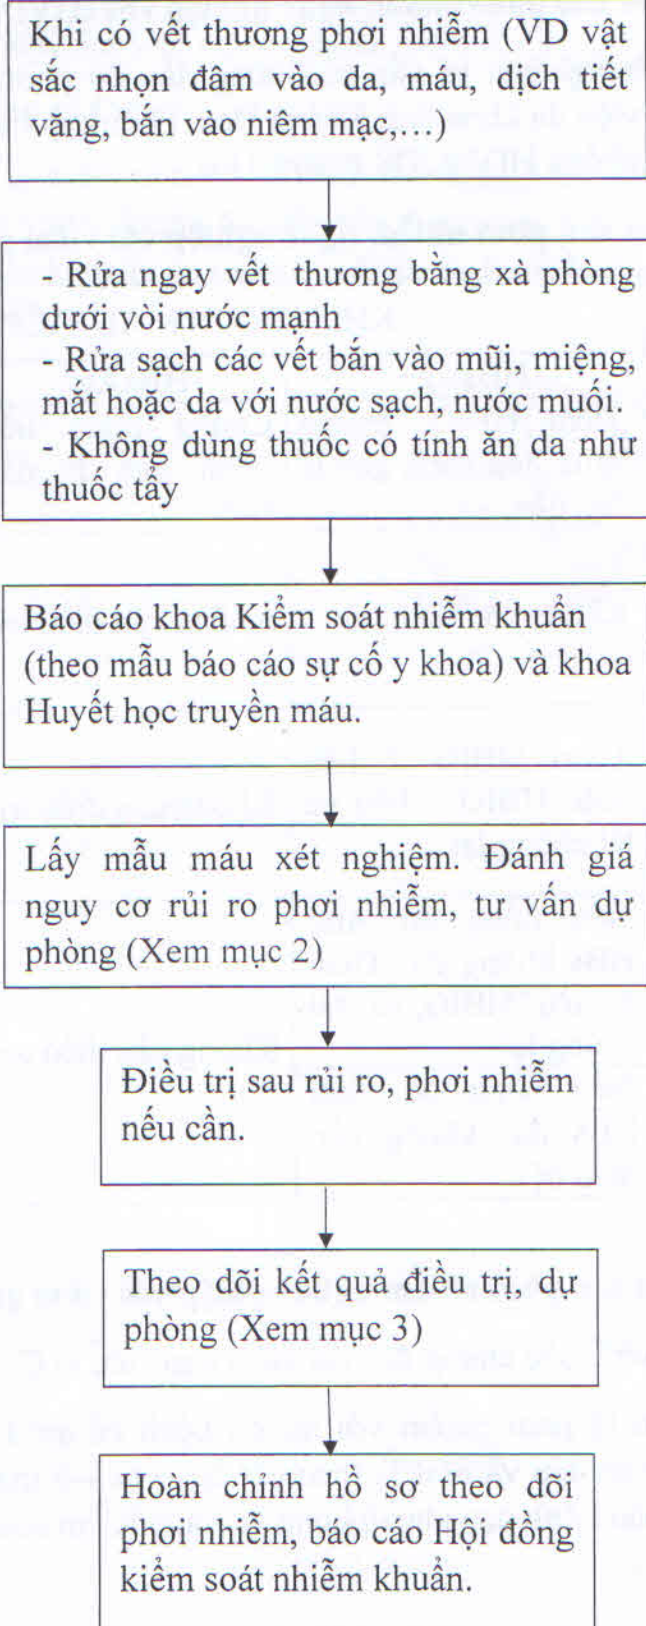 Khi có vết thương phơi nhiễm (VD vật
sắc nhọn đâm vào da, máu, dịch tiết
văng, bắn vào niêm mạc,…)
- Rửa ngay vết thương bằng xà phòng
dưới vòi nước mạnh
- Rửa sạch các vết bắn vào mũi, miệng,
mắt hoặc da với nước sạch, nước muối.
- Không dùng thuốc có tính ăn da như
thuốc tẩy
Báo cáo khoa Kiểm soát nhiễm khuẩn
(theo mẫu báo cáo sự cố y khoa) và khoa
Huyết học truyền máu.
Lấy mẫu máu xét nghiệm. Đánh giá
nguy cơ rủi ro phơi nhiễm, tư vấn dự
phòng (Xem mục 2)
Điều trị sau rủi ro, phơi nhiễm
nếu cần.
Theo dõi kết quả điều trị, dự
phòng (Xem mục 3)
Hoàn chỉnh hồ sơ theo dõi
phơi nhiễm, báo cáo Hội đồng
kiểm soát nhiễm khuẩn.